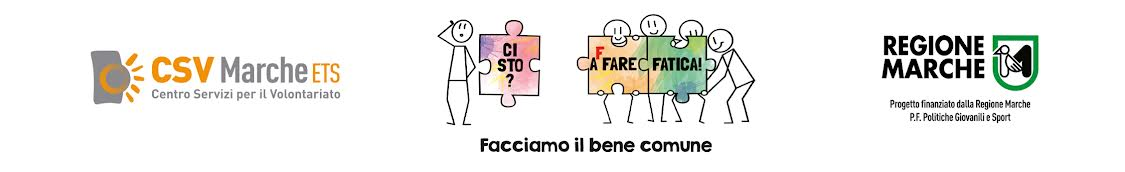 CSV Marche ETS
Centro Servizi per il Volontariato
CI
STO
?
F
A FARE FATICA!
Facciamo il bene comune
REGIONE
MARCHE
Progetto finanziato dalla Regione Marche
P.F. Politiche Giovanili e Sport